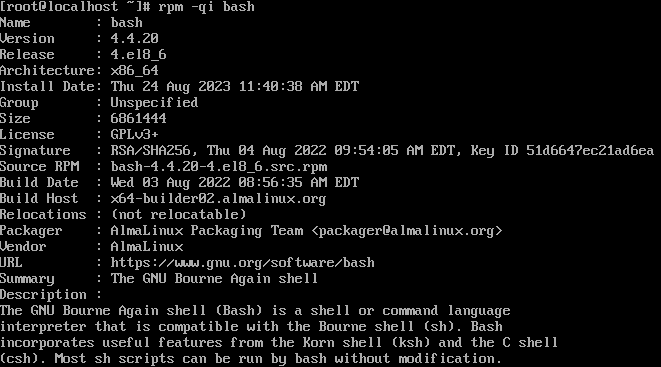 [root@localhost ~]# rpm -qi bash
Name        : bash
Version     : 4.4.20
Release     : 4.el8_6
Architecture: x86_64
Install Date: Thu 24 Aug 2023 11:40:38 AM EDT
Group       : Unspecified
Size        : 6861444
License     : GPLv3+
Signature   : RSA/SHA256, Thu 04 Aug 2022 09:54:05 AM EDT, Key ID 51d6647ec21ad6ea
Source RPM  : bash-4.4.20-4.el8_6.src.rpm
Build Date  : Wed 03 Aug 2022 08:56:35 AM EDT
Build Host  : x64-builder02.almalinux.org
Relocations : (not relocatable)
Packager    : AlmaLinux Packaging Team <packager@almalinux.org>
Vendor      : AlmaLinux
URL         : https://www.gnu.org/software/bash
Summary     : The GNU Bourne Again shell
Description :
The GNU Bourne Again shell (Bash) is a shell or command language
interpreter that is compatible with the Bourne shell (sh). Bash
incorporates useful features from the Korn shell (ksh) and the C shell
(csh). Most sh scripts can be run by bash without modification.